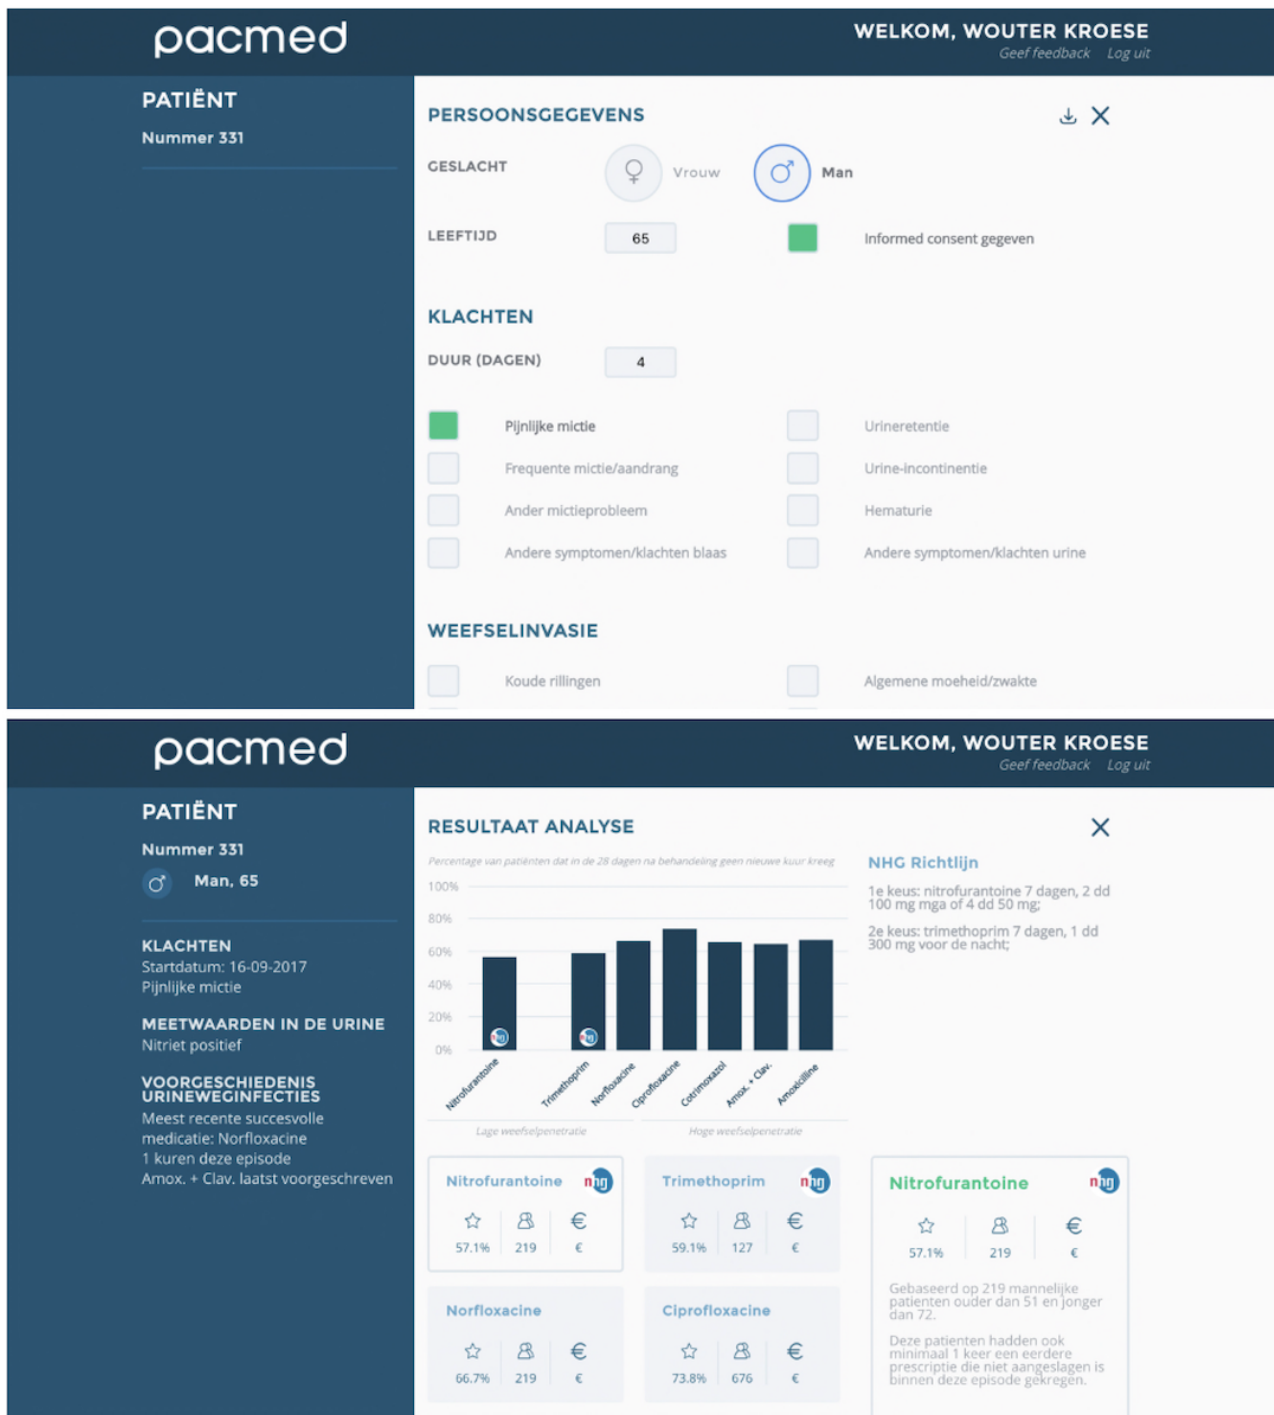 pacmed
WELKOM, WOUTER KROESE
Geef feedback Log uit
PATIËNT
Nummer 331
PERSOONSGEGEVENS
GESLACHT
Vrouw
Man
LEEFTIJD
65
Informed consent gegeven
KLACHTEN
DUUR (DAGEN)
4
Pijnlijke mictie
Urineretentie
Frequente mictie/aandrang
Urine-incontinentie
Ander mictieprobleem
Hematurie
Andere symptomen/klachten blaas
Andere symptomen/klachten urine
WEEFSELINVASIE
Koude rillingen
Algemene moeheid/zwakte
pacmed
WELKOM, WOUTER KROESE
Geef feedback Log uit
PATIËNT
Nummer 331
Man, 65
KLACHTEN
Startdatum: 16-09-2017
Pijnlijke mictie
MEETWAARDEN IN DE URINE
Nitriet positief
VOORGESCHIEDENIS
URINEWEGINFECTIES
Meest recente succesvolle
medicatie: Norfloxacine
1 kuren deze episode
Amox. + Clav. laatst voorgeschreven
RESULTAAT ANALYSE
Percentage van patiënten dat in de 28 dagen na behandeling geen nieuwe kuur kreeg
100%
80%
60%
40%
20%
0%
nhg
nhg
Nitrofurantoine
Trimethoprim
Norfloxacine
Ciprofloxacine
Cotrimoxazol
Amox. + Clav.
Amoxicilline
Lage weefselpenetratie
Hoge weefselpenetratie
NHG Richtlijn
1e keus: nitrofurantoine 7 dagen, 2 dd
100 mg mga of 4 dd 50 mg;
2e keus: trimethoprim 7 dagen, 1 dd
300 mg voor de nacht;
Nitrofurantoine nhg
€
57.1% 219 €
Trimethoprim nhg
€
59.1% 127 €
Norfloxacine
€
66.7% 219 €
Ciprofloxacine
€
73.8% 676 €
Nitrofurantoine nhg
€
57.1% 219 €
Gebaseerd op 219 mannelijke
patienten ouder dan 51 en jonger
dan 72.
Deze patienten hadden ook
minimaal 1 keer een eerdere
prescriptie die niet aangeslagen is
binnen deze episode gekregen.